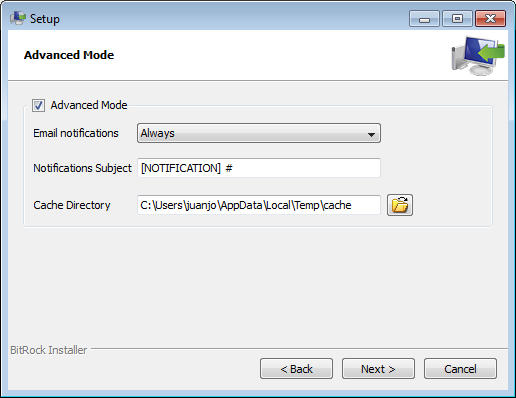 Setup
Advanced Mode
Advanced Mode
Email notifications Always
Notifications Subject [NOTIFICATION] #
Cache Directory C:\Users\juanjo\AppData\Local\Temp\cache
BitRock Installer
< Back Next > Cancel